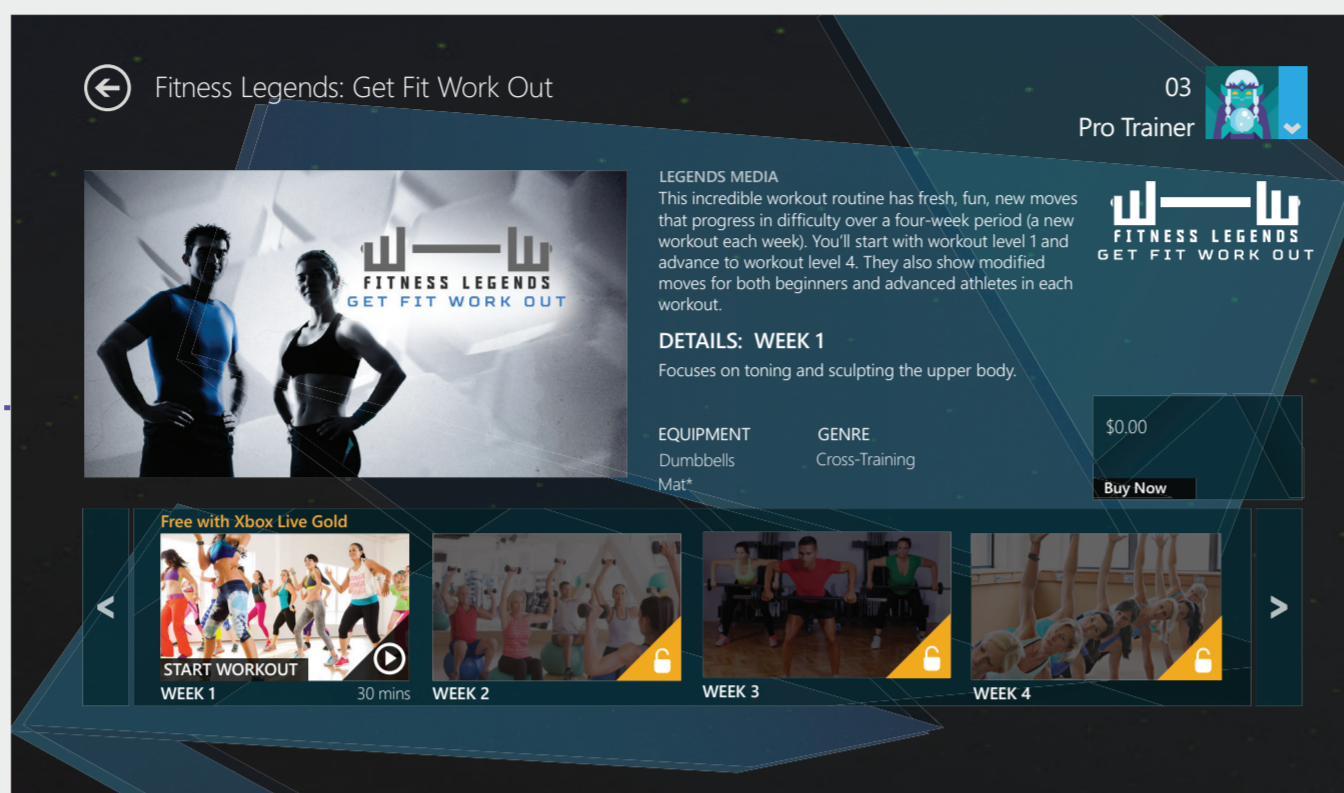 Fitness Legends: Get Fit Work Out
03
Pro Trainer
FITNESS LEGENDS
GET FIT WORK OUT
LEGENDS MEDIA
This incredible workout routine has fresh, fun, new moves
that progress in difficulty over a four-week period (a new
workout each week). You'll start with workout level 1 and
advance to workout level 4. They also show modified
moves for both beginners and advanced athletes in each
workout.
FITNESS LEGENDS
GET FIT WORK OUT
DETAILS: WEEK 1
Focuses on toning and sculpting the upper body.
EQUIPMENT
Dumbbells
Mat*
GENRE
Cross-Training
$0.00
Buy Now
Free with Xbox Live Gold
START WORKOUT
WEEK 1
30 mins
WEEK 2
WEEK 3
WEEK 4